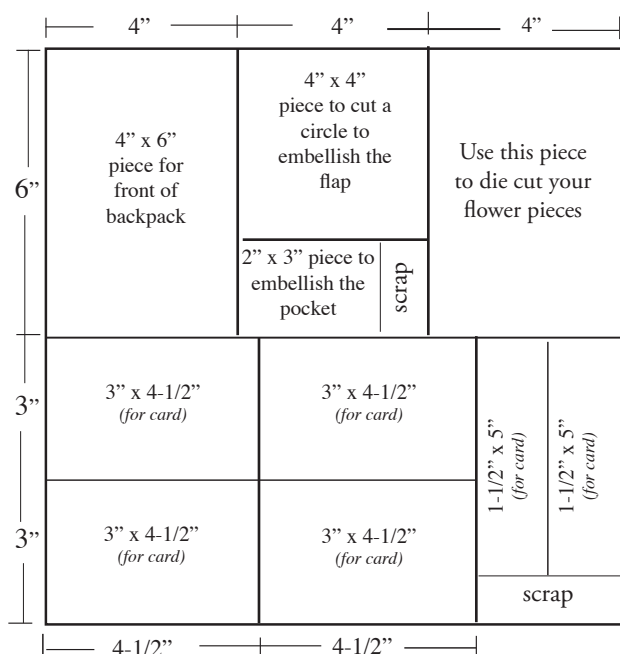 4” 4” 4”
6”
4” x 6”
piece for
front of
backpack
4” x 4”
piece to cut a
circle to
embellish the
flap
Use this piece
to die cut your
flower pieces
2” x 3” piece to
embellish the
pocket
scrap
3”
3” x 4-1/2”
(for card)
3” x 4-1/2”
(for card)
1-1/2” x 5”
(for card)
1-1/2” x 5”
(for card)
3”
3” x 4-1/2”
(for card)
3” x 4-1/2”
(for card)
scrap
4-1/2” 4-1/2”